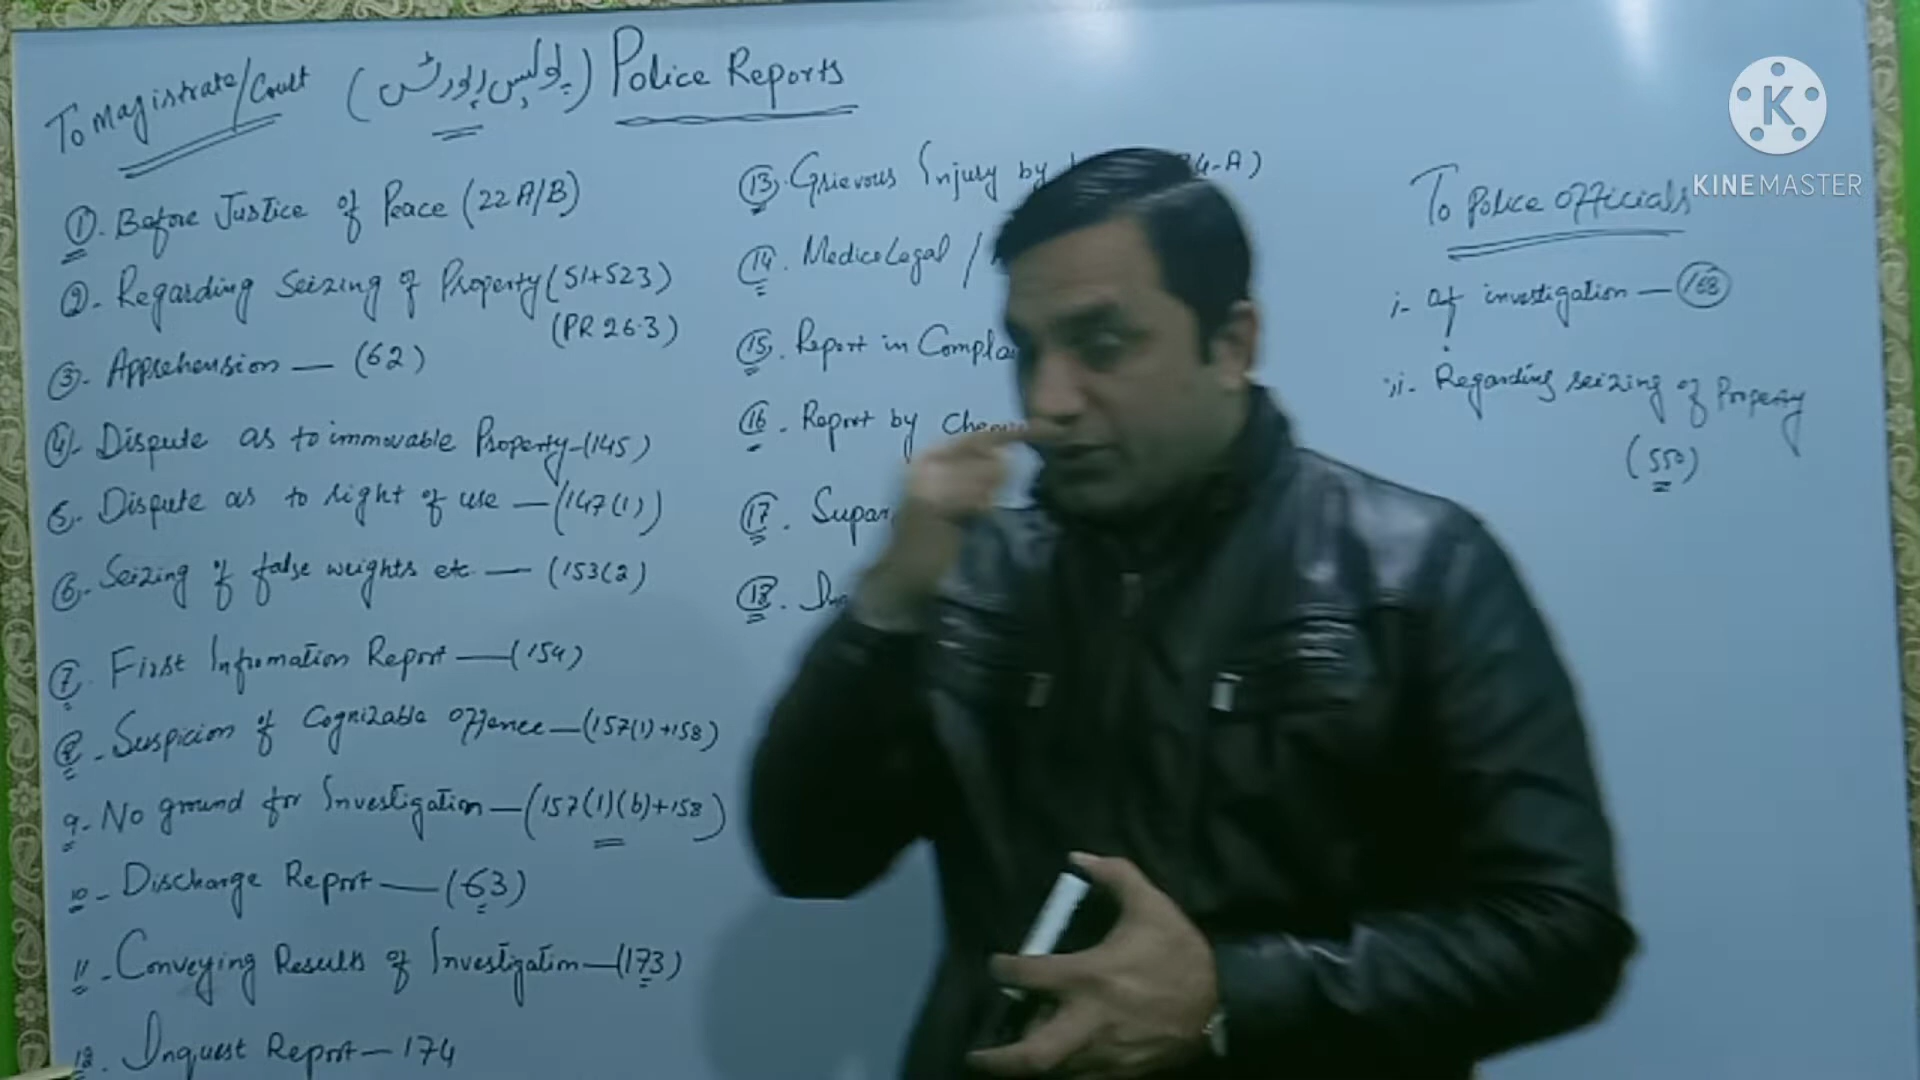 To Magistrate/Court (پولیس رپورٹس) Police Reports
①. Before Justice of Peace (22A/B)
②- Regarding Seizing of Property (51+523)
(PR 26.3)
③- Apprehension — (62)
④- Dispute as to immovable Property-(145)
5- Dispute as to right of use — (147(1))
⑥- Seizing of false weights etc — (153(2)
⑦. First Infromation Report — (154)
⑧- Suspicion of Cognizable offence — (157(1)+158)
9- No ground for Investigation — (157(1)(b)+158)
10- Discharge Report — (63)
11- Conveying Results of Investigation — (173)
12. Inquest Report — 174
⑬. Grievous Injury by 4-A)
⑭. MedicoLegal /
⑮. Report in Compla
⑯. Report by Chem
⑰. Supar
⑱.
To Police Officials
i- Of investigation — 168
ii- Regarding seizing of Property
(550)
KINEMASTER